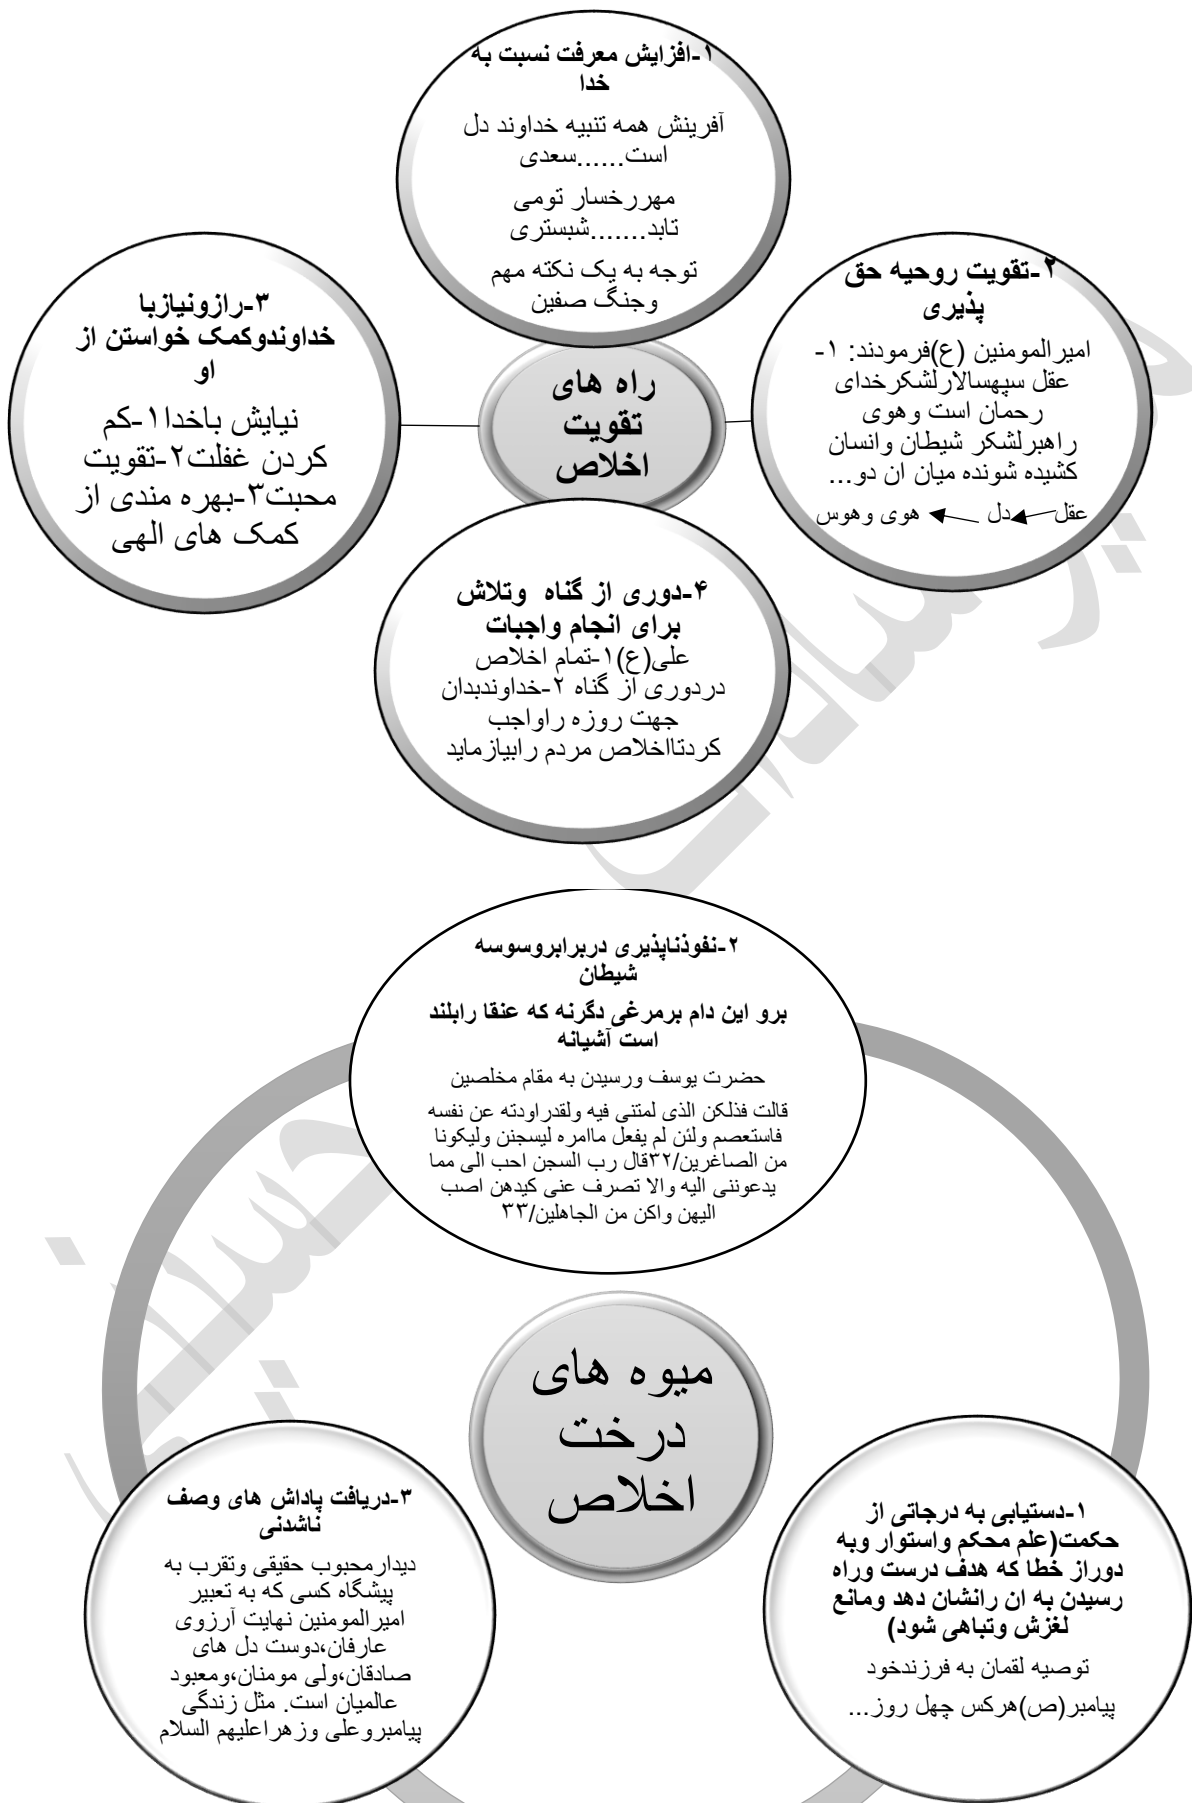 ۱-افزایش معرفت نسبت به
خدا
آفرینش همه تنبیه خداوند دل
است......سعدی
مهررخسار تومی
تابد.......شبستری
توجه به یک نکته مهم
وجنگ صفین
۲-تقویت روحیه حق
پذیری
امیرالمومنین (ع)فرمودند: ۱-
عقل سپهسالارلشکرخدای
رحمان است وهوی
راهبرلشکر شیطان وانسان
کشیده شونده میان ان دو...
عقل دل هوی وهوس
۳-رازونیازبا
خداوندوکمک خواستن از
او
نیایش باخدا۱-کم
کردن غفلت۲-تقویت
محبت۳-بهره مندی از
کمک های الهی
راه های
تقویت
اخلاص
۴-دوری از گناه وتلاش
برای انجام واجبات
علی(ع)۱-تمام اخلاص
دردوری از گناه ۲-خداوندبدان
جهت روزه راواجب
کردتااخلاص مردم رابیازماید
۲-نفوذناپذیری دربرابروسوسه
شیطان
برو این دام برمرغی دگرنه که عنقا رابلند
است آشیانه
حضرت یوسف ورسیدن به مقام مخلصین
قالت فذلکن الذی لمتنی فیه ولقدراودته عن نفسه
فاستعصم ولئن لم یفعل ماامره لیسجنن ولیکونا
من الصاغرین/۳۲قال رب السجن احب الی مما
یدعوننی الیه والا تصرف عنی کیدهن اصب
الیهن واکن من الجاهلین/۳۳
میوه های
درخت
اخلاص
۱-دستیابی به درجاتی از
حکمت(علم محکم واستوار وبه
دوراز خطا که هدف درست وراه
رسیدن به ان رانشان دهد ومانع
لغزش وتباهی شود)
توصیه لقمان به فرزندخود
پیامبر(ص)هرکس چهل روز...
۳-دریافت پاداش های وصف
ناشدنی
دیدارمحبوب حقیقی وتقرب به
پیشگاه کسی که به تعبیر
امیرالمومنین نهایت آرزوی
عارفان،دوست دل های
صادقان،ولی مومنان،ومعبود
عالمیان است. مثل زندگی
پیامبروعلی وزهراعلیهم السلام